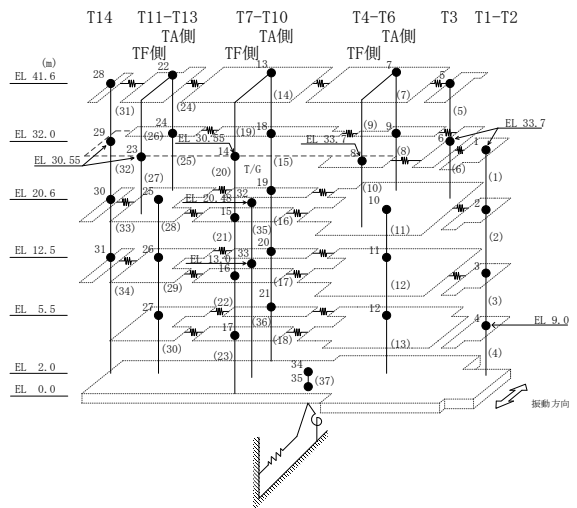 T14 T11-T13 T7-T10 T4-T6 T3 T1-T2
TA側 TA側 TA側
(m) TF側 TF側 TF側
EL 41.6 28 22 13 7 5
(31) (24) (14) (7) (5)
EL 32.0 29 24 18 9 6 EL 33.7
(26) (19) (9) 1
EL 30.55 23 EL 30.55 14 EL 33.7 8 (8) (6)
(32) (25) (20) T/G (15) (1)
(27) 19 (10)
EL 20.6 30 25 EL 20.48 32 10 2
(33) (28) 15 (35) (16) (11) (2)
(21) 20
EL 12.5 31 26 EL 13.0 33 11 3
(34) (29) 16 (17) (12) (3)
(22) 21
EL 5.5 27 (36) 12 4 EL 9.0
(30) 17 (18) (13) (4)
(23)
EL 2.0 34
EL 0.0 35 (37)
振動方向